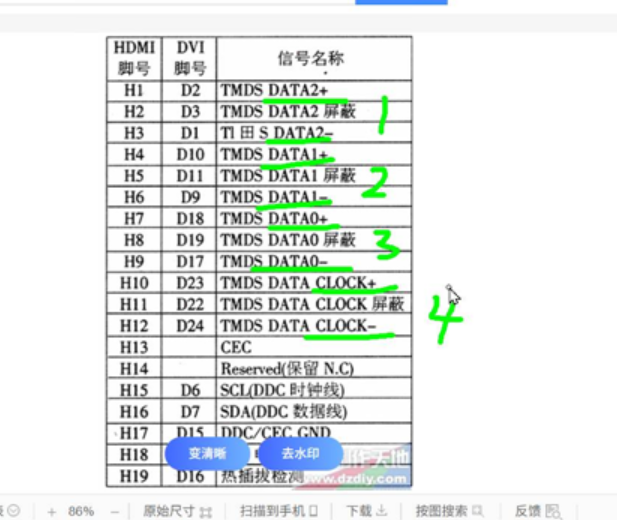 HDMI 脚号 DVI 脚号 信号名称
H1 D2 TMDS DATA2+
H2 D3 TMDS DATA2 屏蔽
1
H3 D1 Tl 田 S DATA2-
H4 D10 TMDS DATA1+
H5 D11 TMDS DATA1 屏蔽
2
H6 D9 TMDS DATA1-
H7 D18 TMDS DATA0+
H8 D19 TMDS DATA0 屏蔽
3
H9 D17 TMDS DATA0-
H10 D23 TMDS DATA CLOCK+
H11 D22 TMDS DATA CLOCK 屏蔽
4
H12 D24 TMDS DATA CLOCK-
H13 CEC
H14 Reserved(保留 N.C)
H15 D6 SCL(DDC 时钟线)
H16 D7 SDA(DDC 数据线)
H17 D15 DDC/CEC GND
H18
变清晰 去水印
作天地
H19 D16 热插拔检测
www.dzdiy.com
+ 86% - 原始尺寸 扫描到手机 下载 按图搜索 反馈